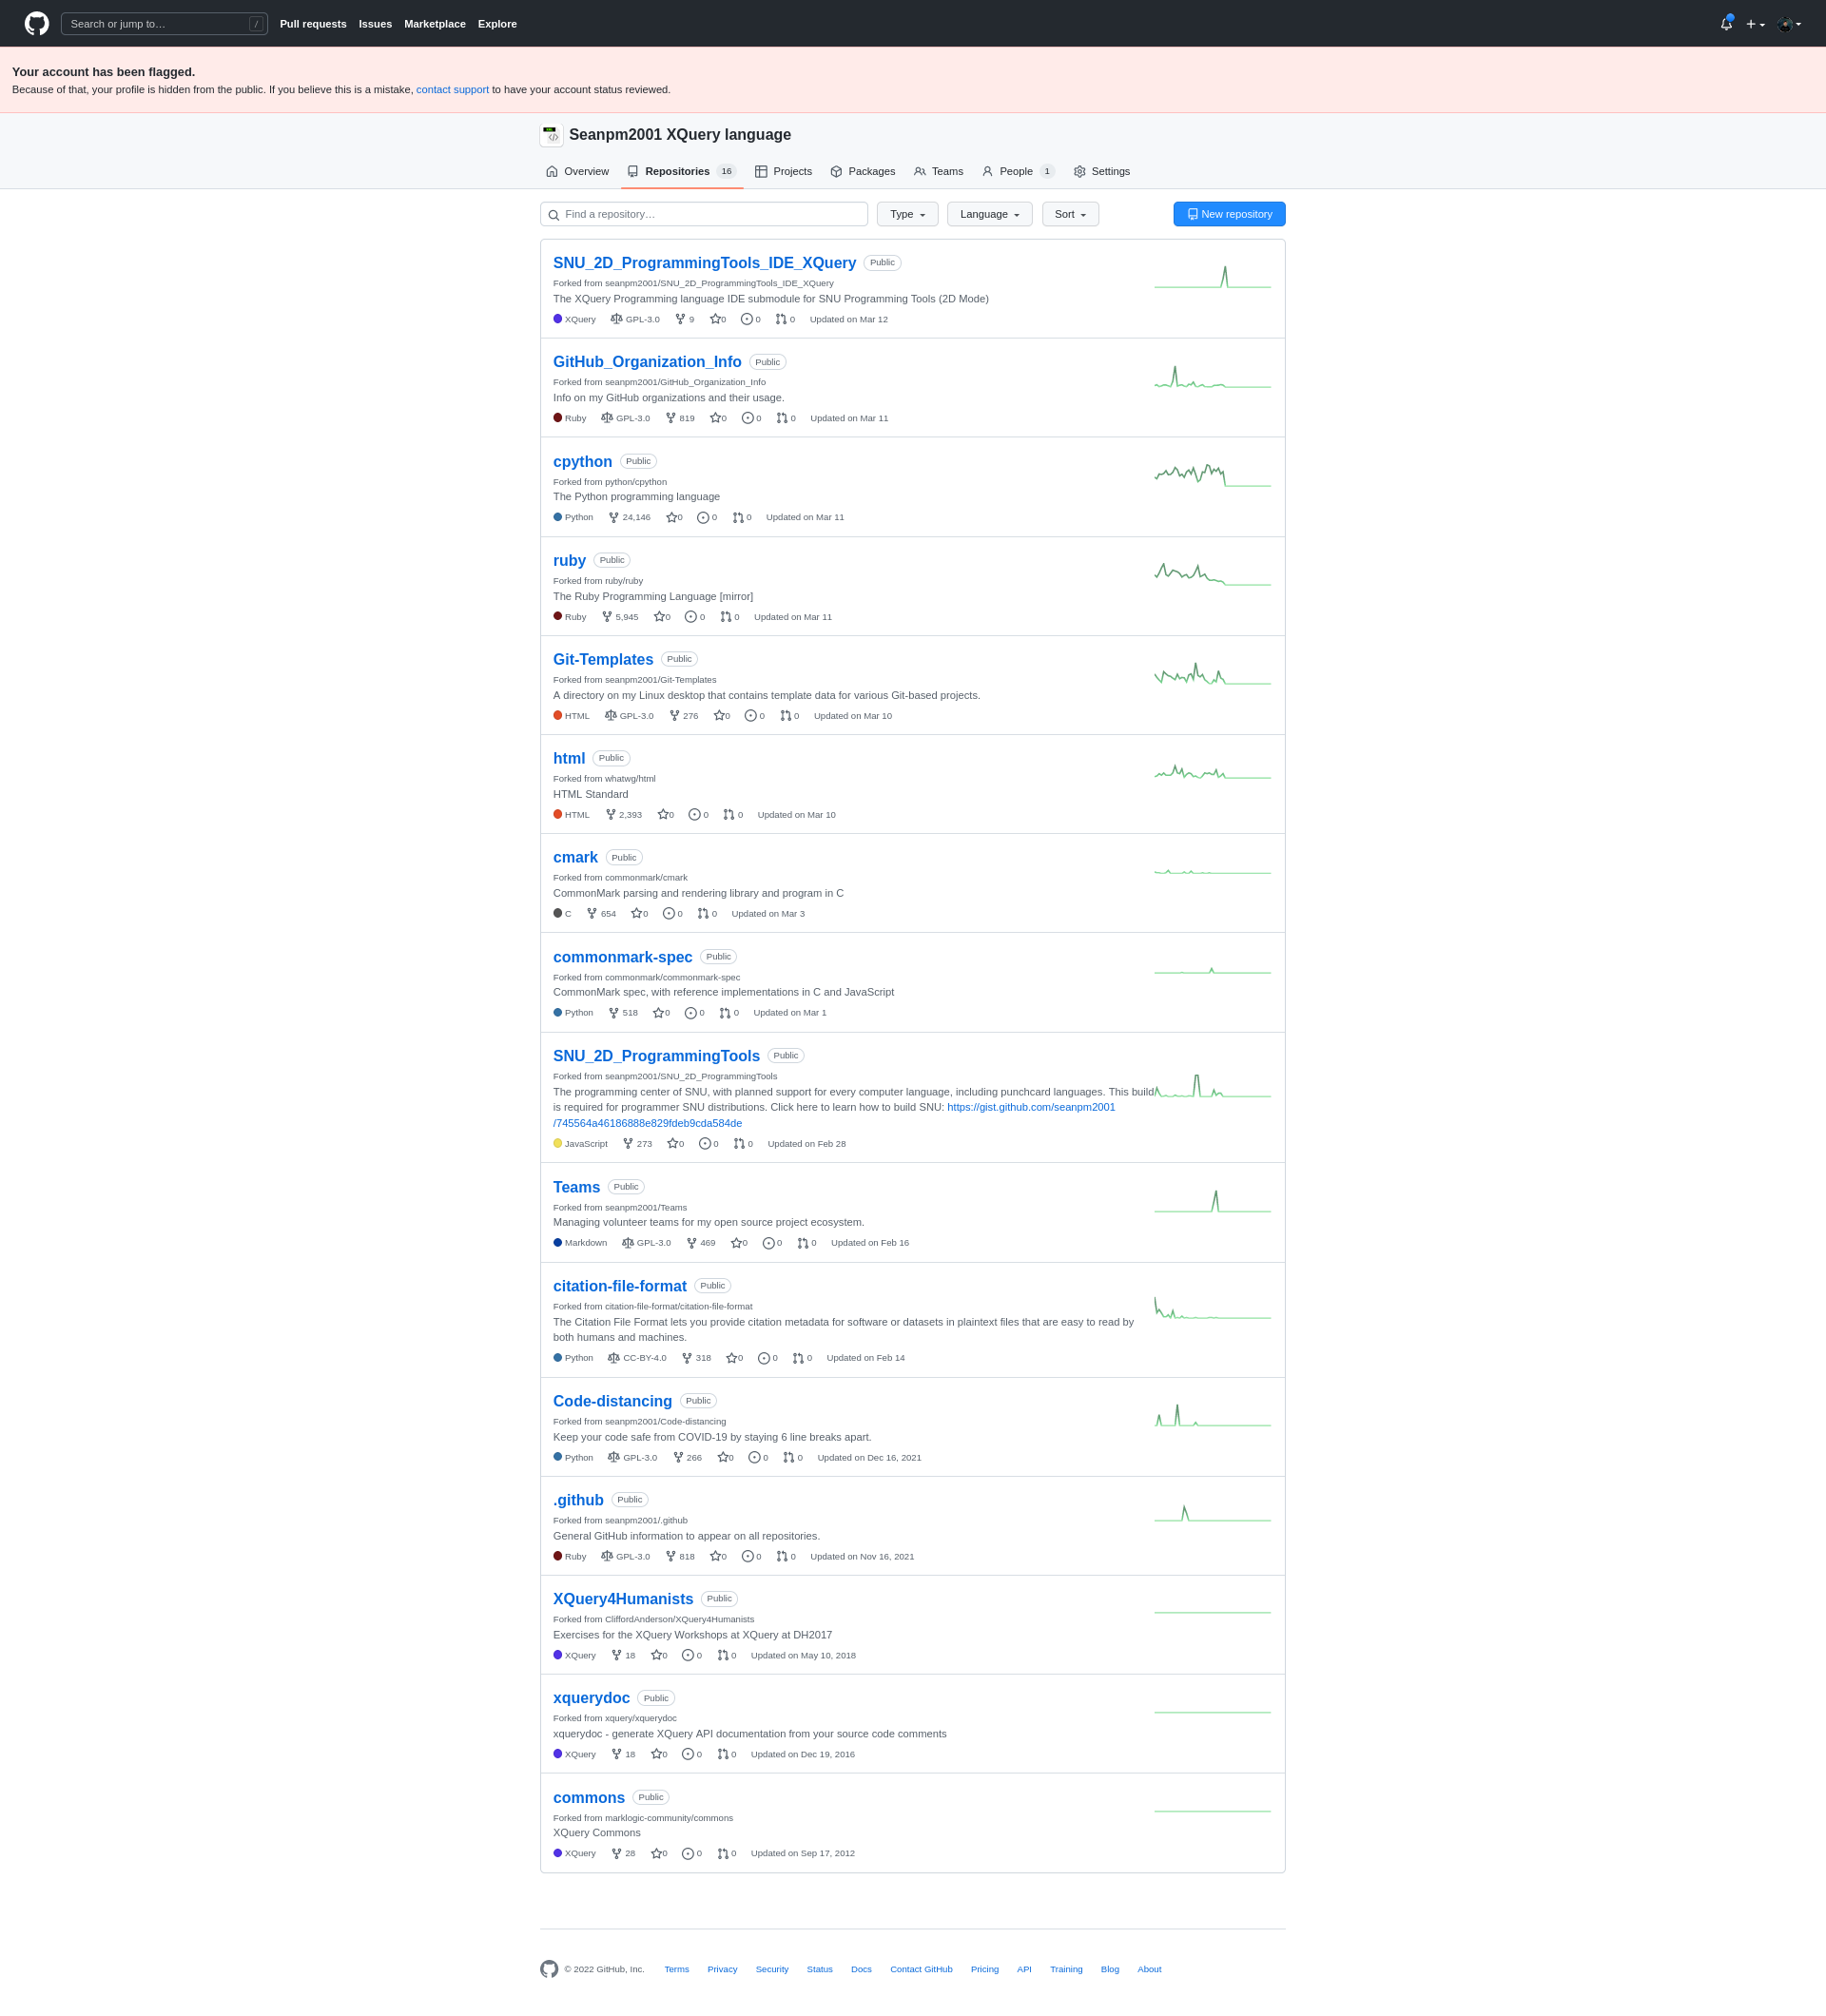 Search or jump to… /
Pull requests Issues Marketplace Explore
Your account has been flagged.
Because of that, your profile is hidden from the public. If you believe this is a mistake, contact support to have your account status reviewed.
Seanpm2001 XQuery language
Overview Repositories 16 Projects Packages Teams People 1 Settings
Find a repository… Type Language Sort New repository
SNU_2D_ProgrammingTools_IDE_XQuery Public
Forked from seanpm2001/SNU_2D_ProgrammingTools_IDE_XQuery
The XQuery Programming language IDE submodule for SNU Programming Tools (2D Mode)
XQuery GPL-3.0 9 0 0 0 Updated on Mar 12
GitHub_Organization_Info Public
Forked from seanpm2001/GitHub_Organization_Info
Info on my GitHub organizations and their usage.
Ruby GPL-3.0 819 0 0 0 Updated on Mar 11
cpython Public
Forked from python/cpython
The Python programming language
Python 24,146 0 0 0 Updated on Mar 11
ruby Public
Forked from ruby/ruby
The Ruby Programming Language [mirror]
Ruby 5,945 0 0 0 Updated on Mar 11
Git-Templates Public
Forked from seanpm2001/Git-Templates
A directory on my Linux desktop that contains template data for various Git-based projects.
HTML GPL-3.0 276 0 0 0 Updated on Mar 10
html Public
Forked from whatwg/html
HTML Standard
HTML 2,393 0 0 0 Updated on Mar 10
cmark Public
Forked from commonmark/cmark
CommonMark parsing and rendering library and program in C
C 654 0 0 0 Updated on Mar 3
commonmark-spec Public
Forked from commonmark/commonmark-spec
CommonMark spec, with reference implementations in C and JavaScript
Python 518 0 0 0 Updated on Mar 1
SNU_2D_ProgrammingTools Public
Forked from seanpm2001/SNU_2D_ProgrammingTools
The programming center of SNU, with planned support for every computer language, including punchcard languages. This build
is required for programmer SNU distributions. Click here to learn how to build SNU: https://gist.github.com/seanpm2001
/745564a46186888e829fdeb9cda584de
JavaScript 273 0 0 0 Updated on Feb 28
Teams Public
Forked from seanpm2001/Teams
Managing volunteer teams for my open source project ecosystem.
Markdown GPL-3.0 469 0 0 0 Updated on Feb 16
citation-file-format Public
Forked from citation-file-format/citation-file-format
The Citation File Format lets you provide citation metadata for software or datasets in plaintext files that are easy to read by
both humans and machines.
Python CC-BY-4.0 318 0 0 0 Updated on Feb 14
Code-distancing Public
Forked from seanpm2001/Code-distancing
Keep your code safe from COVID-19 by staying 6 line breaks apart.
Python GPL-3.0 266 0 0 0 Updated on Dec 16, 2021
.github Public
Forked from seanpm2001/.github
General GitHub information to appear on all repositories.
Ruby GPL-3.0 818 0 0 0 Updated on Nov 16, 2021
XQuery4Humanists Public
Forked from CliffordAnderson/XQuery4Humanists
Exercises for the XQuery Workshops at XQuery at DH2017
XQuery 18 0 0 0 Updated on May 10, 2018
xquerydoc Public
Forked from xquery/xquerydoc
xquerydoc - generate XQuery API documentation from your source code comments
XQuery 18 0 0 0 Updated on Dec 19, 2016
commons Public
Forked from marklogic-community/commons
XQuery Commons
XQuery 28 0 0 0 Updated on Sep 17, 2012
© 2022 GitHub, Inc. Terms Privacy Security Status Docs Contact GitHub Pricing API Training Blog About